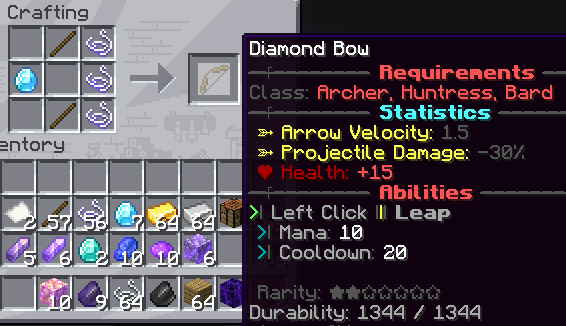 Crafting
Diamond Bow
Requirements
Class: Archer, Huntress, Bard
Statistics
Arrow Velocity: 1.5
Projectile Damage: -30%
Health: +15
Abilities
Left Click || Leap
Mana: 10
Cooldown: 20
Rarity: ★★☆☆☆☆☆
Durability: 1344 / 1344
entory
2 57 56 7 64 64
5 6 2 10 10 6
10 9 64 64